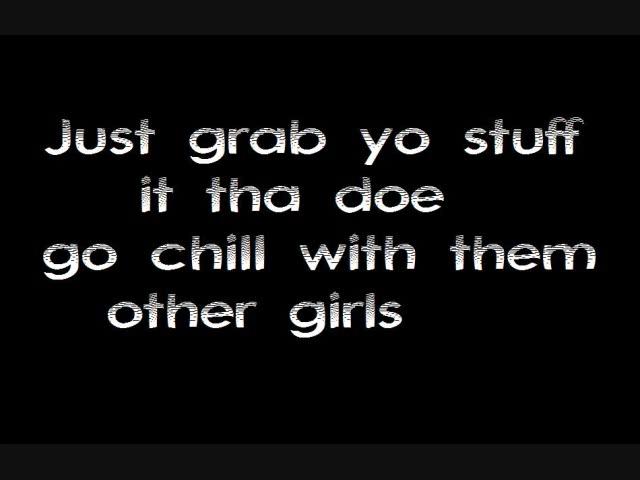 Just grab yo stuff
it tha doe
go chill with them
other girls